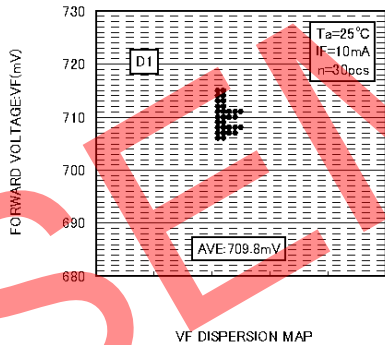 FORWARD VOLTAGE:VF(mV)
730
720
710
700
690
680
D1
Ta=25℃
IF=10mA
n=30pcs
AVE:709.8mV
VF DISPERSION MAP